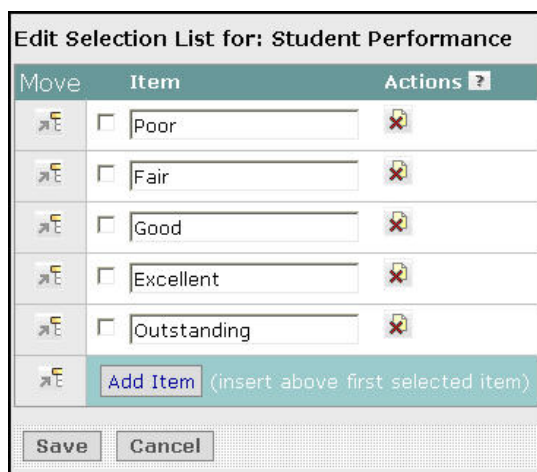 Edit Selection List for: Student Performance
Move Item Actions ?
Poor
Fair
Good
Excellent
Outstanding
Add Item (insert above first selected item)
Save Cancel